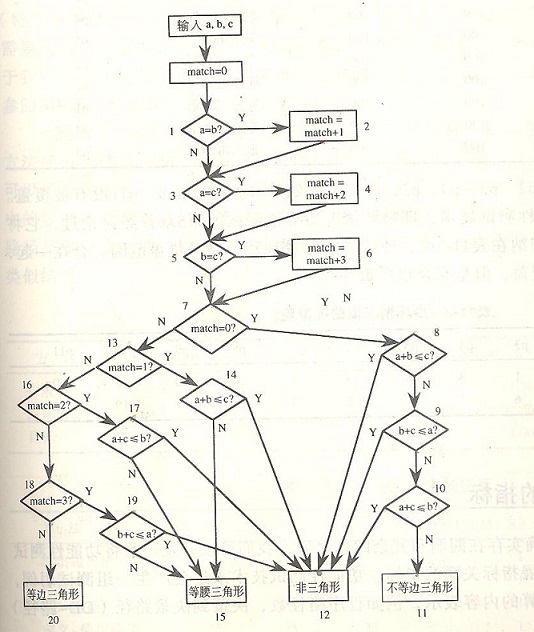 输入 a, b, c
match=0
1
a=b?
Y
match =
match+1
2
N
3
a=c?
Y
match =
match+2
4
N
5
b=c?
Y
match =
match+3
6
N
Y
N
7
match=0?
N
Y
8
a+b≤c?
Y
N
13
match=1?
N
Y
14
a+b≤c?
Y
N
9
b+c≤a?
Y
N
16
match=2?
Y
N
17
a+c≤b?
Y
N
10
a+c≤b?
Y
N
18
match=3?
Y
N
19
b+c≤a?
Y
N
等边三角形
20
等腰三角形
15
非三角形
12
不等边三角形
11